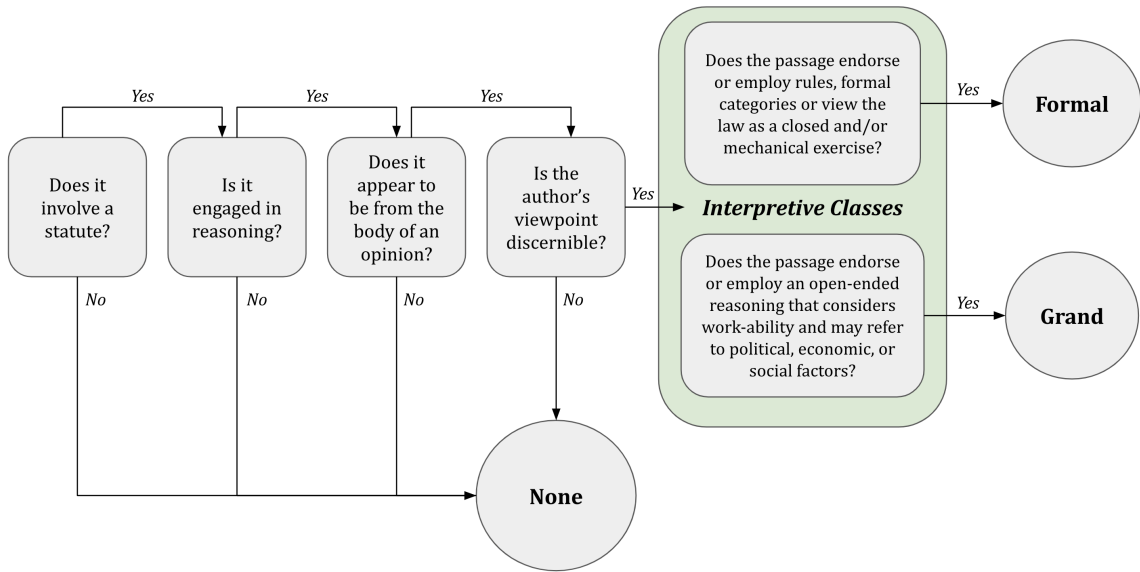 Yes
Yes
Yes
Does it
involve a
statute?
Is it
engaged in
reasoning?
Does it
appear to
be from the
body of an
opinion?
Is the
author's
viewpoint
discernible?
Yes
No
No
No
No
None
Does the passage endorse
or employ rules, formal
categories or view the
law as a closed and/or
mechanical exercise?
Yes
Formal
Interpretive Classes
Does the passage endorse
or employ an open-ended
reasoning that considers
work-ability and may refer
to political, economic, or
social factors?
Yes
Grand